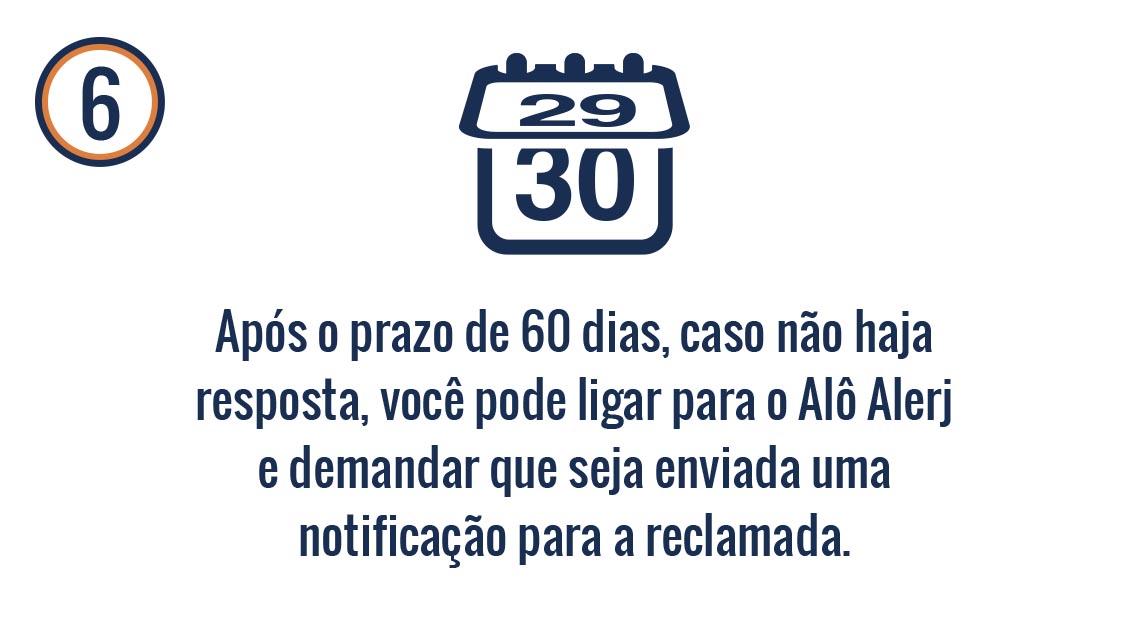 6
29
30
Após o prazo de 60 dias, caso não haja
resposta, você pode ligar para o Alô Alerj
e demandar que seja enviada uma
notificação para a reclamada.